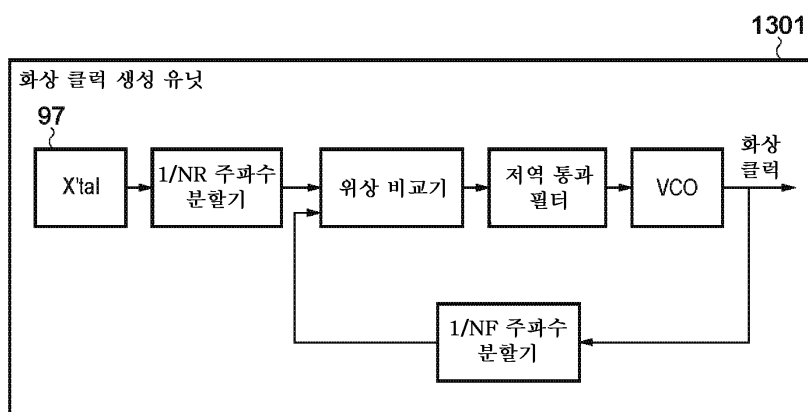 1301
화상 클럭 생성 유닛
97
X'tal
1/NR 주파수
분할기
위상 비교기
저역 통과
필터
VCO
화상
클럭
1/NF 주파수
분할기